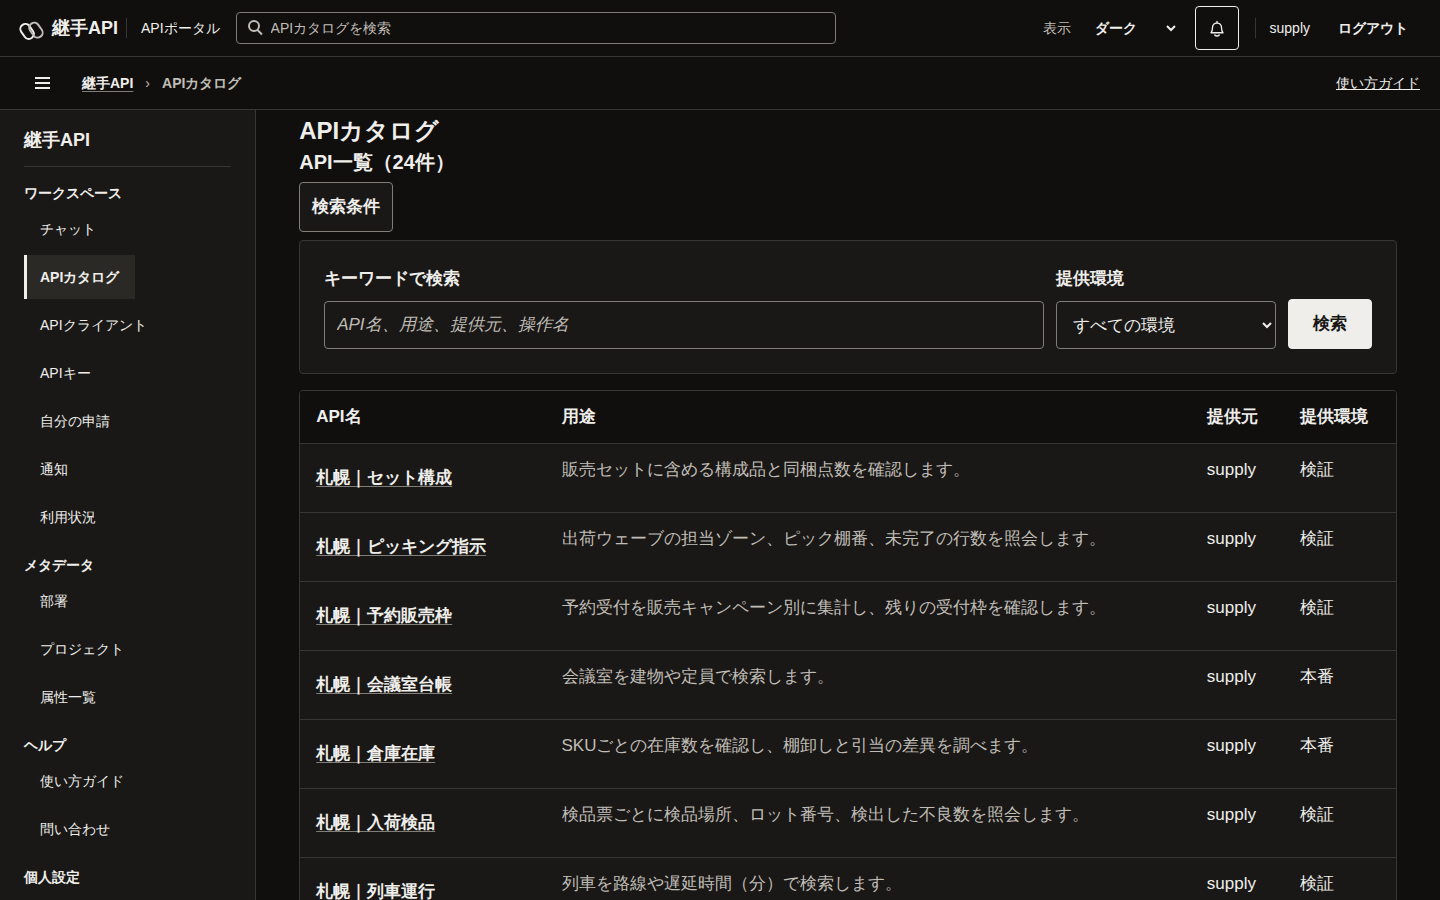 継手API
APIポータル
APIカタログを検索
表示
ダーク
supply
ログアウト
継手API › APIカタログ
使い方ガイド
継手API
ワークスペース
チャット
APIカタログ
APIクライアント
APIキー
自分の申請
通知
利用状況
メタデータ
部署
プロジェクト
属性一覧
ヘルプ
使い方ガイド
問い合わせ
個人設定
APIカタログ
API一覧（24件）
検索条件
キーワードで検索
API名、用途、提供元、操作名
提供環境
すべての環境
検索
API名 用途 提供元 提供環境
札幌｜セット構成 販売セットに含める構成品と同梱点数を確認します。 supply 検証
札幌｜ピッキング指示 出荷ウェーブの担当ゾーン、ピック棚番、未完了の行数を照会します。 supply 検証
札幌｜予約販売枠 予約受付を販売キャンペーン別に集計し、残りの受付枠を確認します。 supply 検証
札幌｜会議室台帳 会議室を建物や定員で検索します。 supply 本番
札幌｜倉庫在庫 SKUごとの在庫数を確認し、棚卸しと引当の差異を調べます。 supply 本番
札幌｜入荷検品 検品票ごとに検品場所、ロット番号、検出した不良数を照会します。 supply 検証
札幌｜列車運行 列車を路線や遅延時間（分）で検索します。 supply 検証